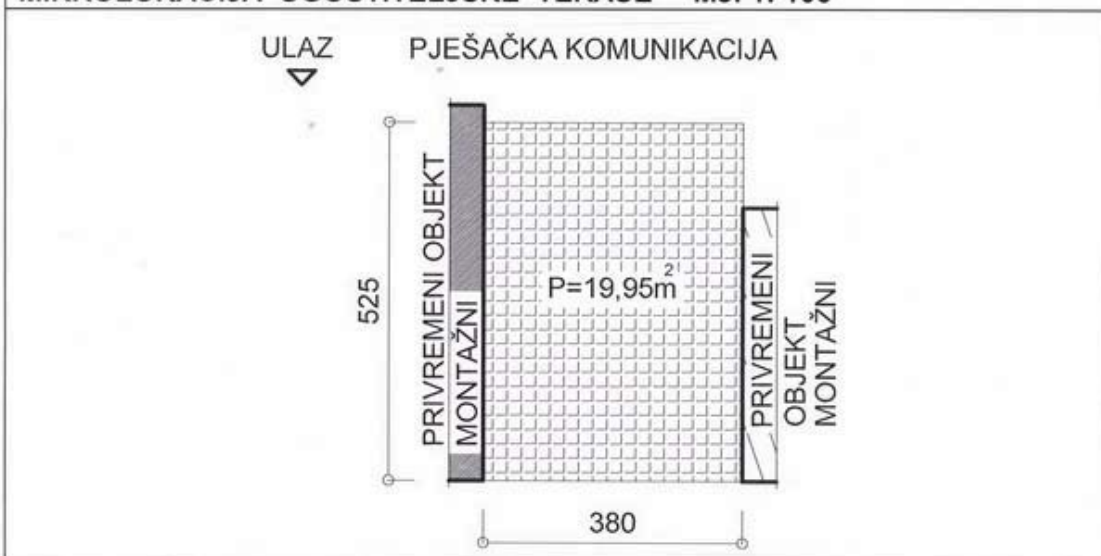 ULAZ PJEŠAČKA KOMUNIKACIJA
PRIVREMENI OBJEKT
MONTAŽNI
525
P=19,95m²
PRIVREMENI
OBJEKT
MONTAŽNI
380